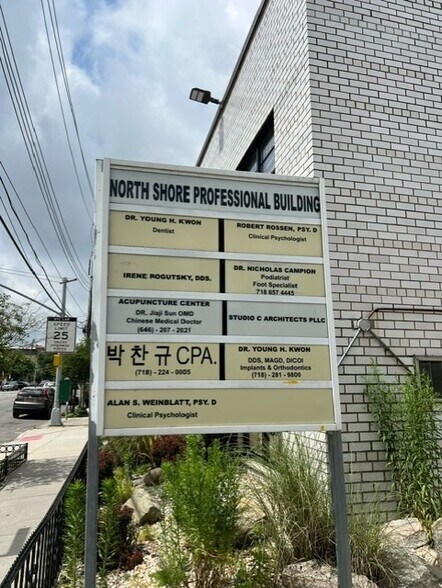 NORTH SHORE PROFESSIONAL BUILDING
DR. YOUNG H. KWON
Dentist
ROBERT ROSSEN, PSY. D
Clinical Psychologist
IRENE ROGUTSKY, DDS.
DR. NICHOLAS CAMPION
Podiatrist
Foot Specialist
718 657 4445
ACUPUNCTURE CENTER
DR. Jiaji Sun OMD
Chinese Medical Doctor
(646) - 207 - 2021
STUDIO C ARCHITECTS PLLC
박 찬 규 CPA.
(718) - 224 - 0005
DR. YOUNG H. KWON
DDS, MAGD, DICOI
Implants & Orthodontics
(718) - 281 - 9800
ALAN S. WEINBLATT, PSY. D
Clinical Psychologist
SPEED
LIMIT
25